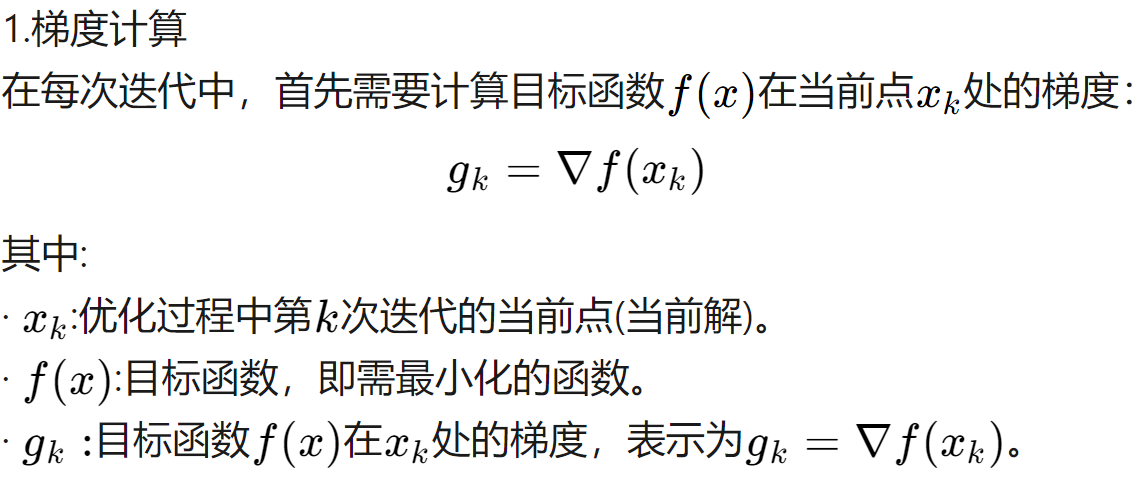 1.梯度计算
在每次迭代中，首先需要计算目标函数f(x)在当前点x_k处的梯度：
g_k = ∇f(x_k)
其中:
· x_k:优化过程中第k次迭代的当前点(当前解)。
· f(x):目标函数，即需最小化的函数。
· g_k :目标函数f(x)在x_k处的梯度，表示为g_k = ∇f(x_k)。